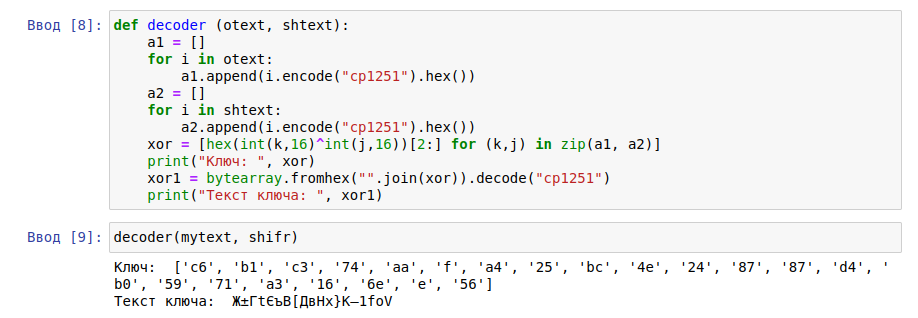 Ввод [8]: def decoder (otext, shtext):
a1 = []
for i in otext:
a1.append(i.encode("cp1251").hex())
a2 = []
for i in shtext:
a2.append(i.encode("cp1251").hex())
xor = [hex(int(k,16)^int(j,16))[2:] for (k,j) in zip(a1, a2)]
print("Ключ: ", xor)
xor1 = bytearray.fromhex("".join(xor)).decode("cp1251")
print("Текст ключа: ", xor1)
Ввод [9]: decoder(mytext, shifr)
Ключ:  ['c6', 'b1', 'c3', '74', 'aa', 'f', 'a4', '25', 'bc', '4e', '24', '87', '87', 'd4', '
b0', '59', '71', 'a3', '16', '6e', 'e', '56']
Текст ключа:  Ж±ГtЄъB[ДвHx}K—1fоV